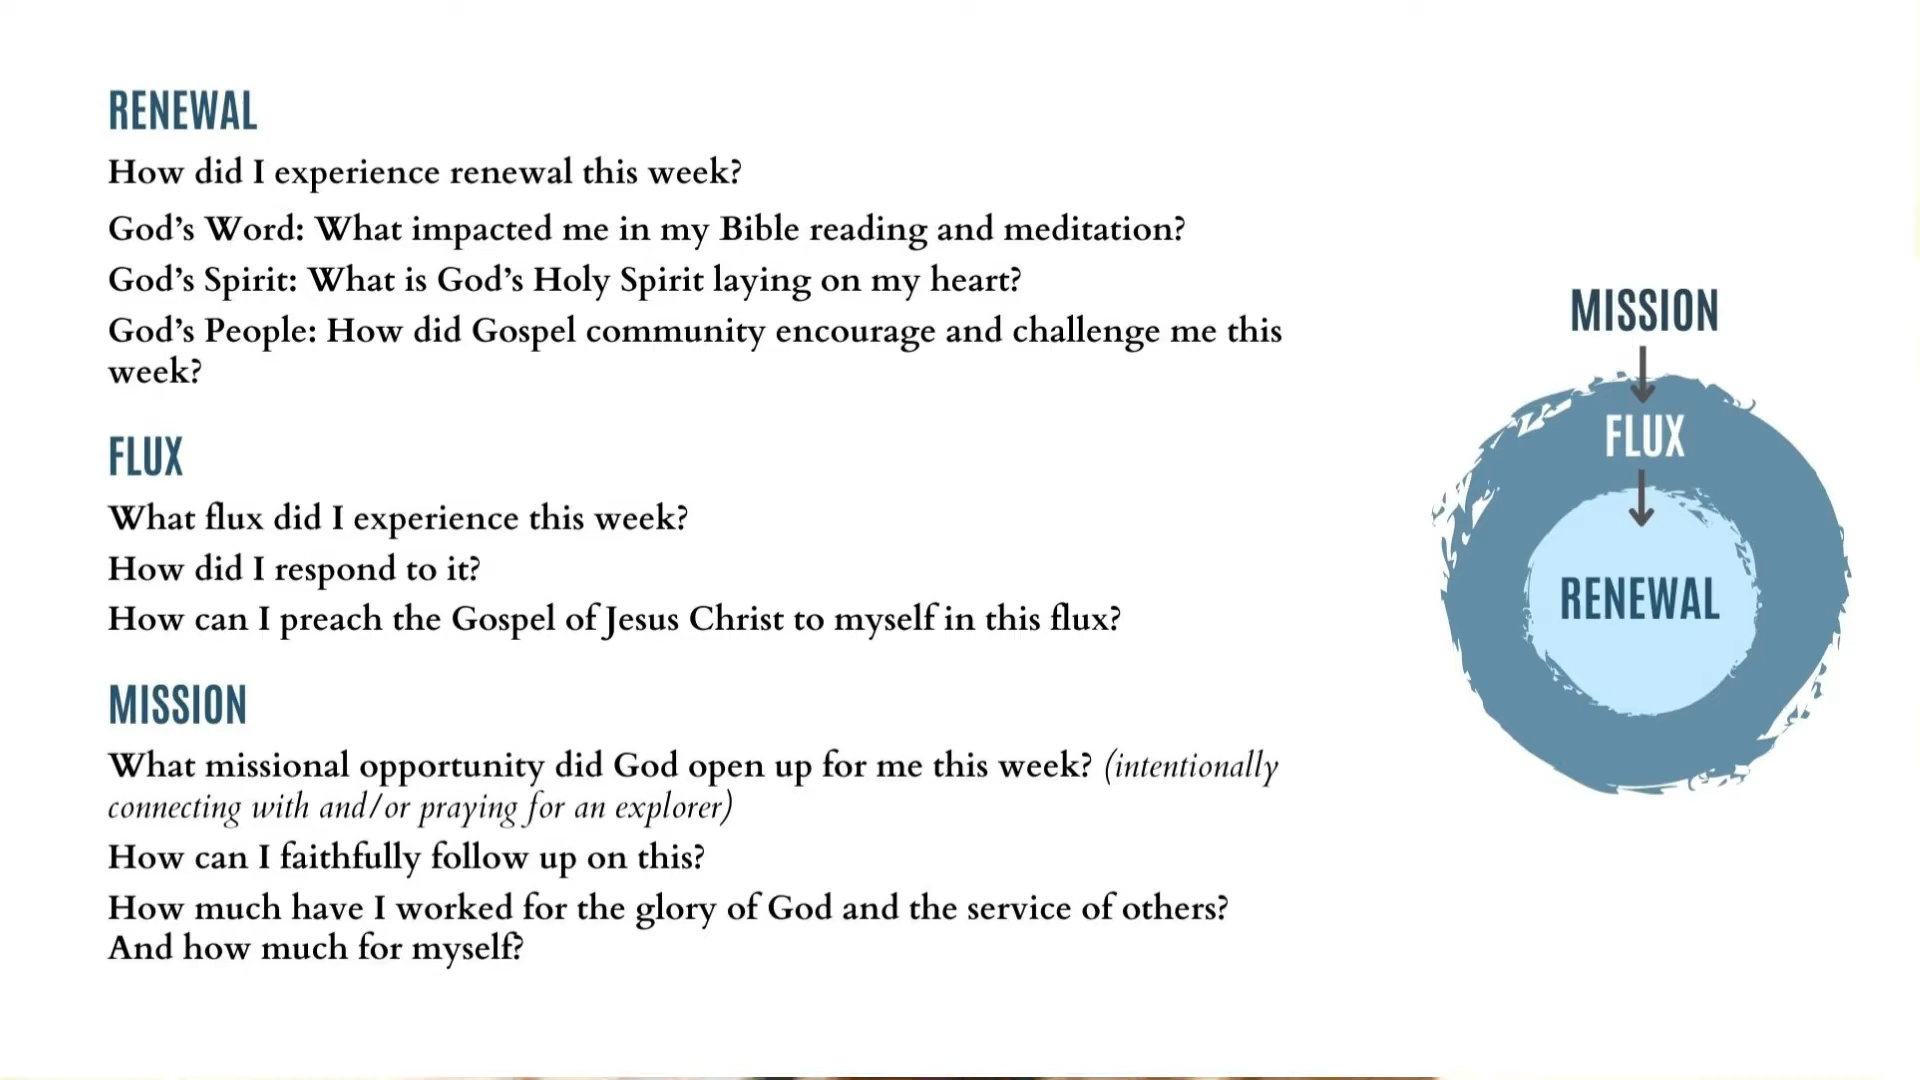 RENEWAL
How did I experience renewal this week?
God’s Word: What impacted me in my Bible reading and meditation?
God’s Spirit: What is God’s Holy Spirit laying on my heart?
God’s People: How did Gospel community encourage and challenge me this
week?
FLUX
What flux did I experience this week?
How did I respond to it?
How can I preach the Gospel of Jesus Christ to myself in this flux?
MISSION
What missional opportunity did God open up for me this week? (intentionally
connecting with and/or praying for an explorer)
How can I faithfully follow up on this?
How much have I worked for the glory of God and the service of others?
And how much for myself?
MISSION
FLUX
RENEWAL